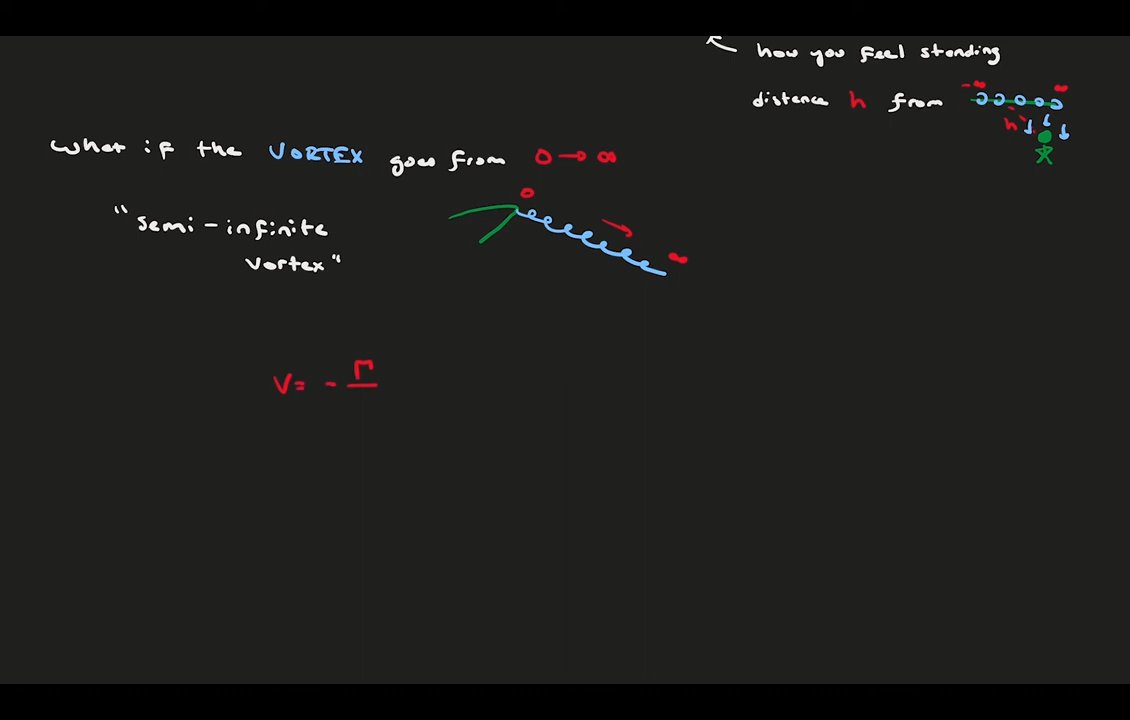 how you feel standing
distance h from -∞ ∞
h
What if the VORTEX goes from 0 → ∞
0
"Semi-infinite
vortex"
∞
V= - Γ